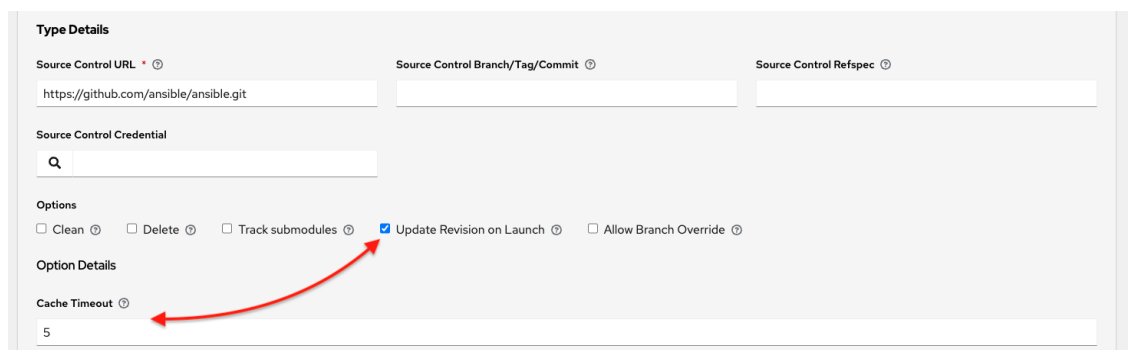 Type Details
Source Control URL * Source Control Branch/Tag/Commit Source Control Refspec
https://github.com/ansible/ansible.git
Source Control Credential
Options
Clean Delete Track submodules Update Revision on Launch Allow Branch Override
Option Details
Cache Timeout
5